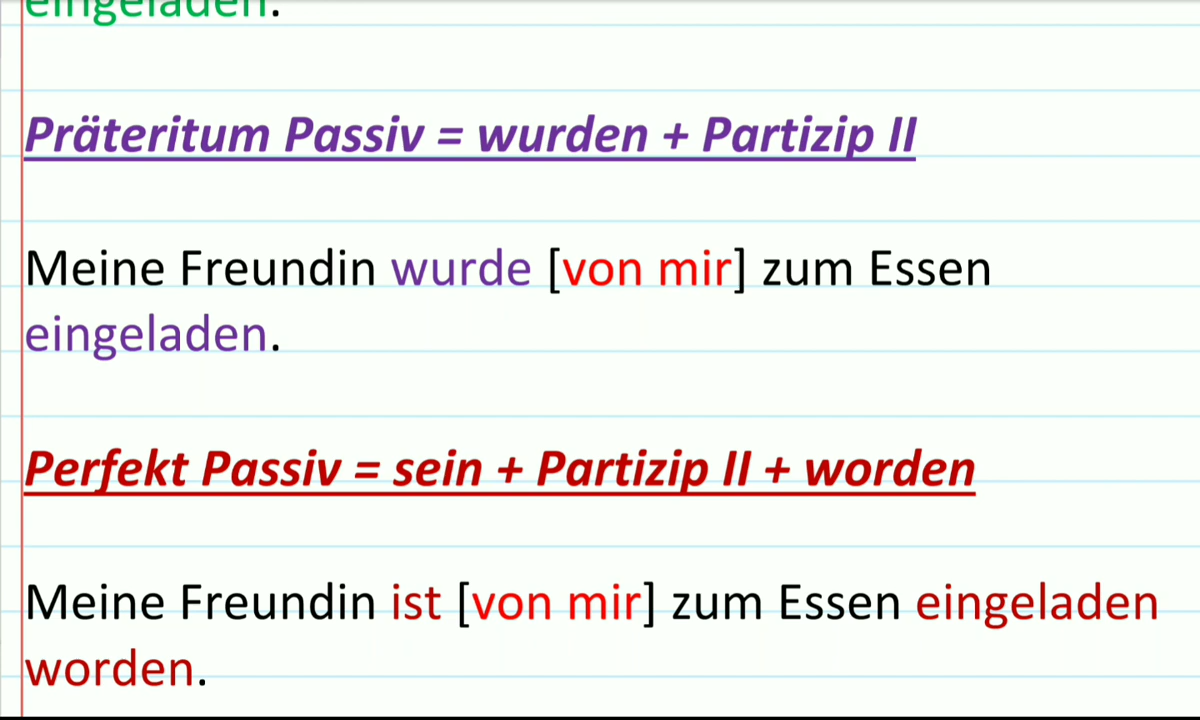 eingeladen.
Präteritum Passiv = wurden + Partizip II
Meine Freundin wurde [von mir] zum Essen
eingeladen.
Perfekt Passiv = sein + Partizip II + worden
Meine Freundin ist [von mir] zum Essen eingeladen
worden.